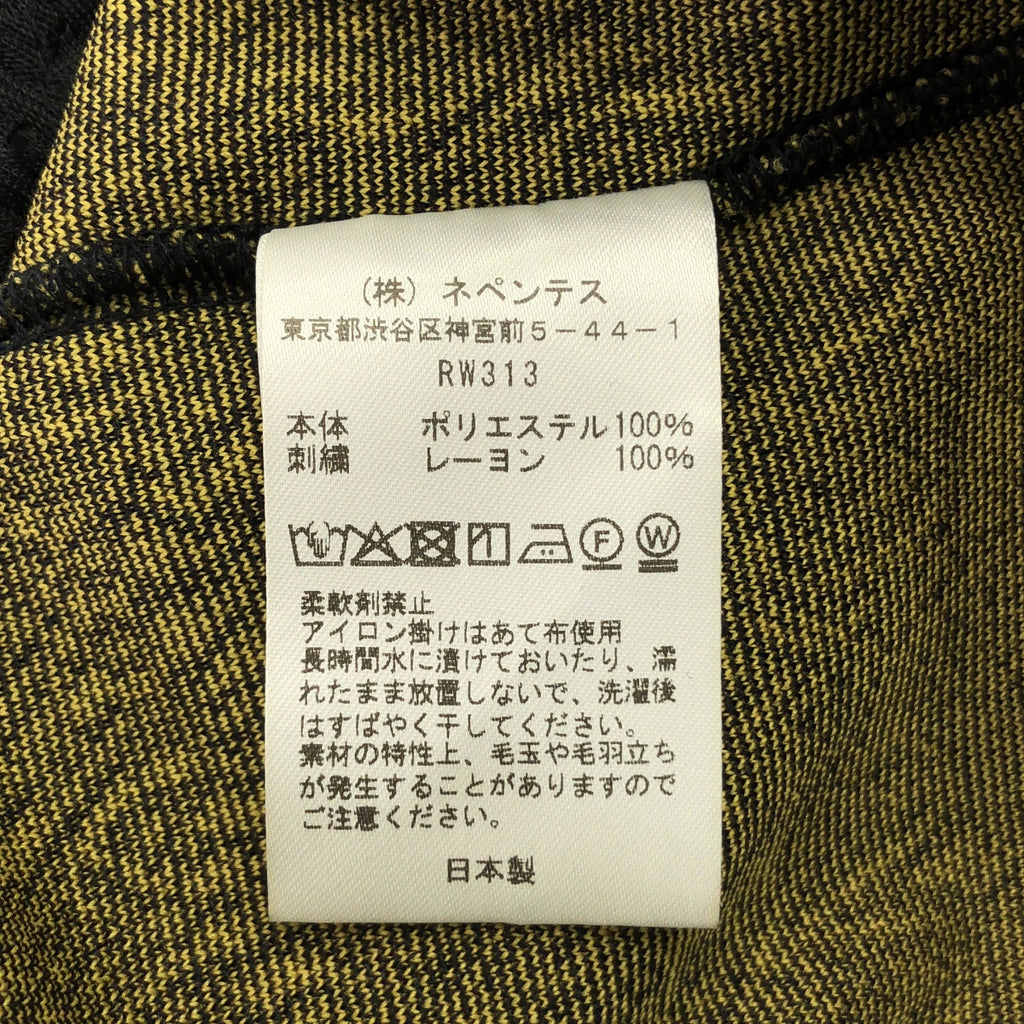 (株) ネペンテス
東京都渋谷区神宮前5-44-1
RW313
本体 ポリエステル100%
刺繍 レーヨン 100%
F W
柔軟剤禁止
アイロン掛けはあて布使用
長時間水に漬けておいたり、濡
れたまま放置しないで、洗濯後
はすばやく干してください。
素材の特性上、毛玉や毛羽立ち
が発生することがありますので
ご注意ください。
日本製